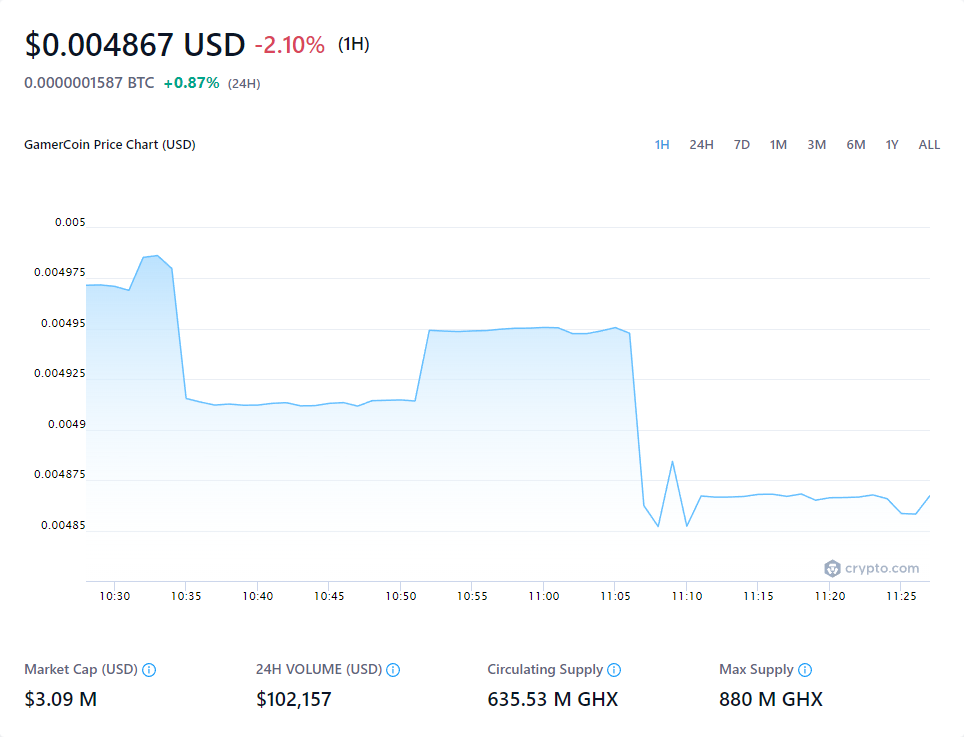 $0.004867 USD -2.10% (1H)
0.0000001587 BTC +0.87% (24H)
GamerCoin Price Chart (USD) 1H 24H 7D 1M 3M 6M 1Y ALL
0.005
0.004975
0.00495
0.004925
0.0049
0.004875
0.00485
crypto.com
10:30 10:35 10:40 10:45 10:50 10:55 11:00 11:05 11:10 11:15 11:20 11:25
Market Cap (USD) 24H VOLUME (USD) Circulating Supply Max Supply
$3.09 M $102,157 635.53 M GHX 880 M GHX